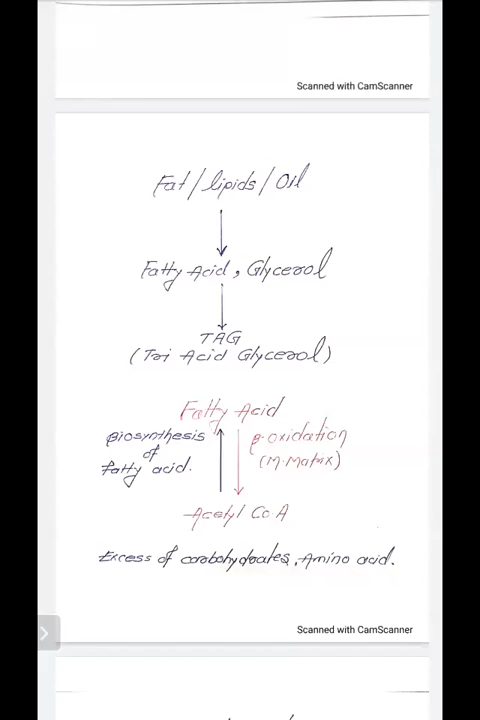 Scanned with CamScanner
Fat/lipids/Oil
Fatty Acid, Glycerol
TAG
(Tri Acid Glycerol)
Fatty Acid
Biosynthesis
of
fatty acid.
β-oxidation
(M.Matrix)
Acetyl Co.A
Excess of carbohydrates, Amino acid.
Scanned with CamScanner